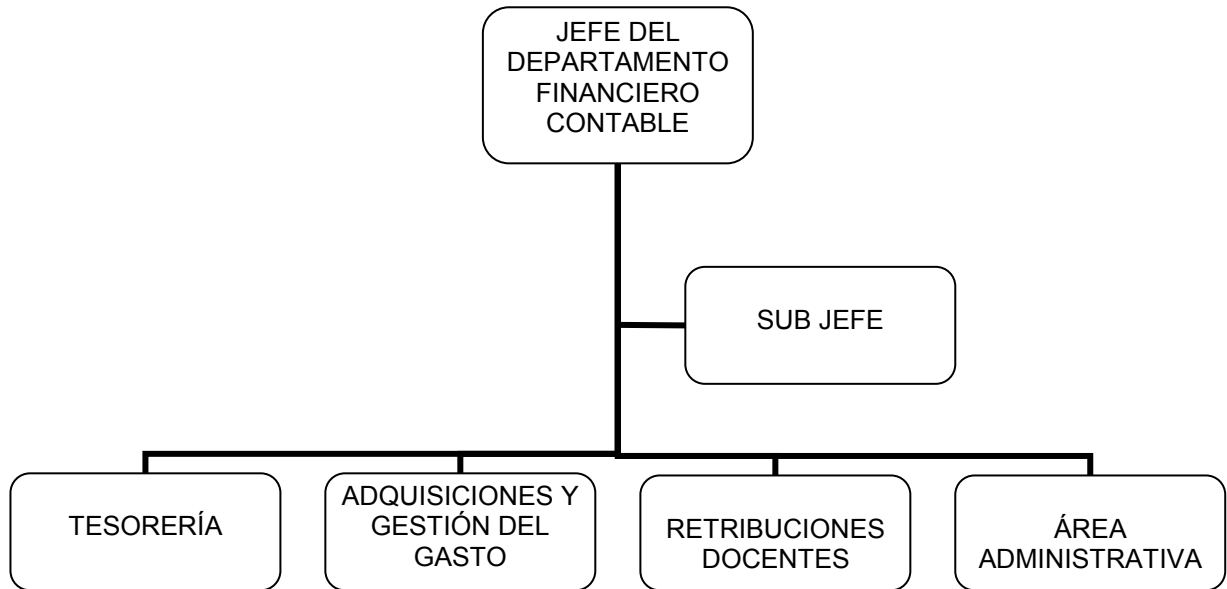 JEFE DEL
DEPARTAMENTO
FINANCIERO
CONTABLE
SUB JEFE
TESORERÍA
ADQUISICIONES Y
GESTIÓN DEL
GASTO
RETRIBUCIONES
DOCENTES
ÁREA
ADMINISTRATIVA